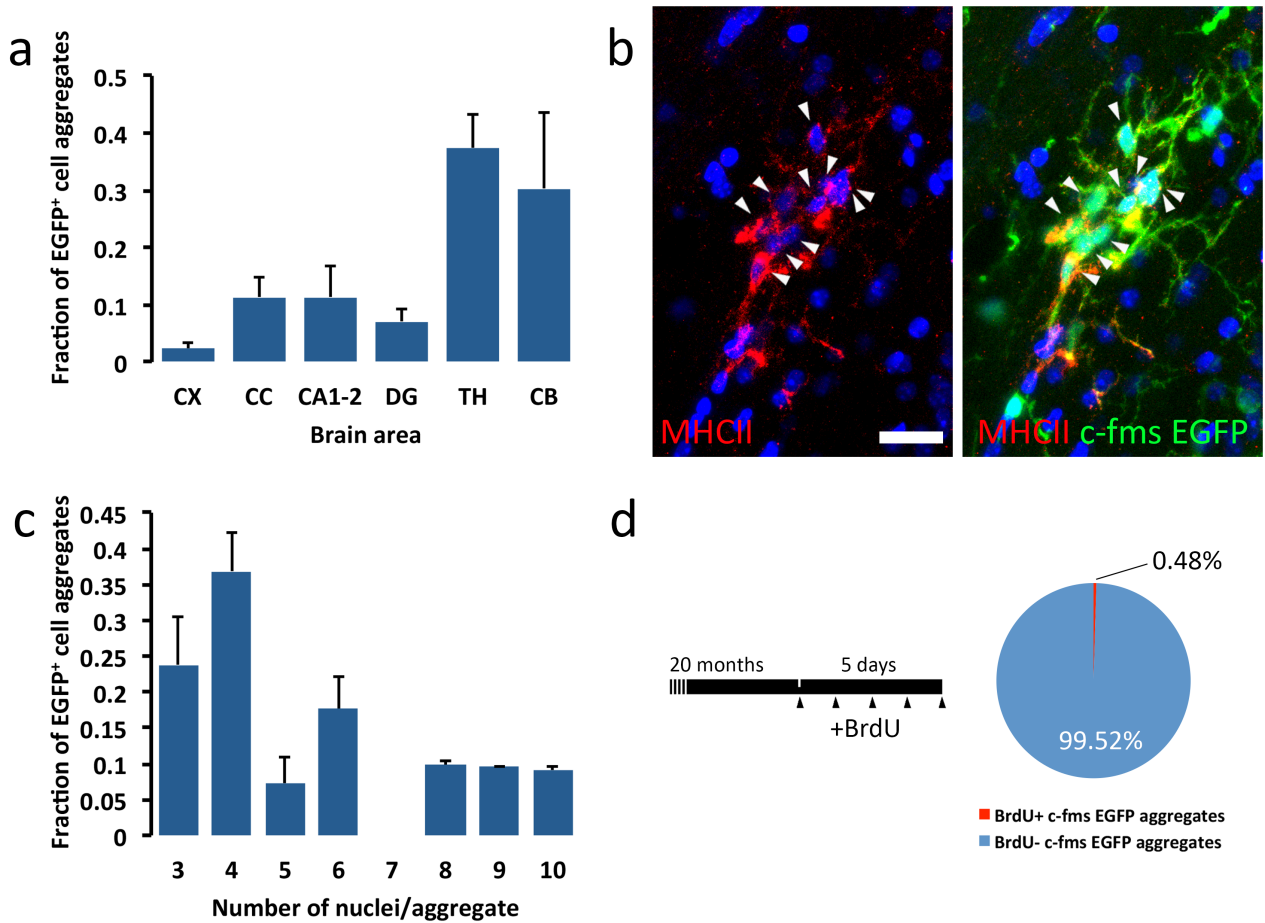 a
Fraction of EGFP⁺ cell aggregates
0.5
0.4
0.3
0.2
0.1
0
CX CC CA1-2 DG TH CB
Brain area
b
MHCII
MHCII c-fms EGFP
c
Fraction of EGFP⁺ cell aggregates
0.45
0.4
0.35
0.3
0.25
0.2
0.15
0.1
0.05
0
3 4 5 6 7 8 9 10
Number of nuclei/aggregate
d
20 months 5 days
+BrdU
0.48%
99.52%
BrdU+ c-fms EGFP aggregates
BrdU- c-fms EGFP aggregates